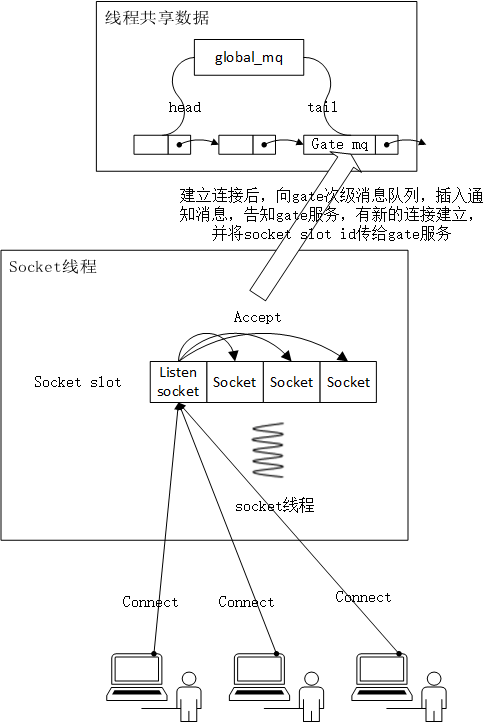 线程共享数据
global_mq
head
tail
Gate mq
建立连接后，向gate次级消息队列，插入通
知消息，告知gate服务，有新的连接建立，
并将socket slot id传给gate服务
Socket线程
Accept
Socket slot
Listen
socket
Socket
Socket
Socket
socket线程
Connect
Connect
Connect